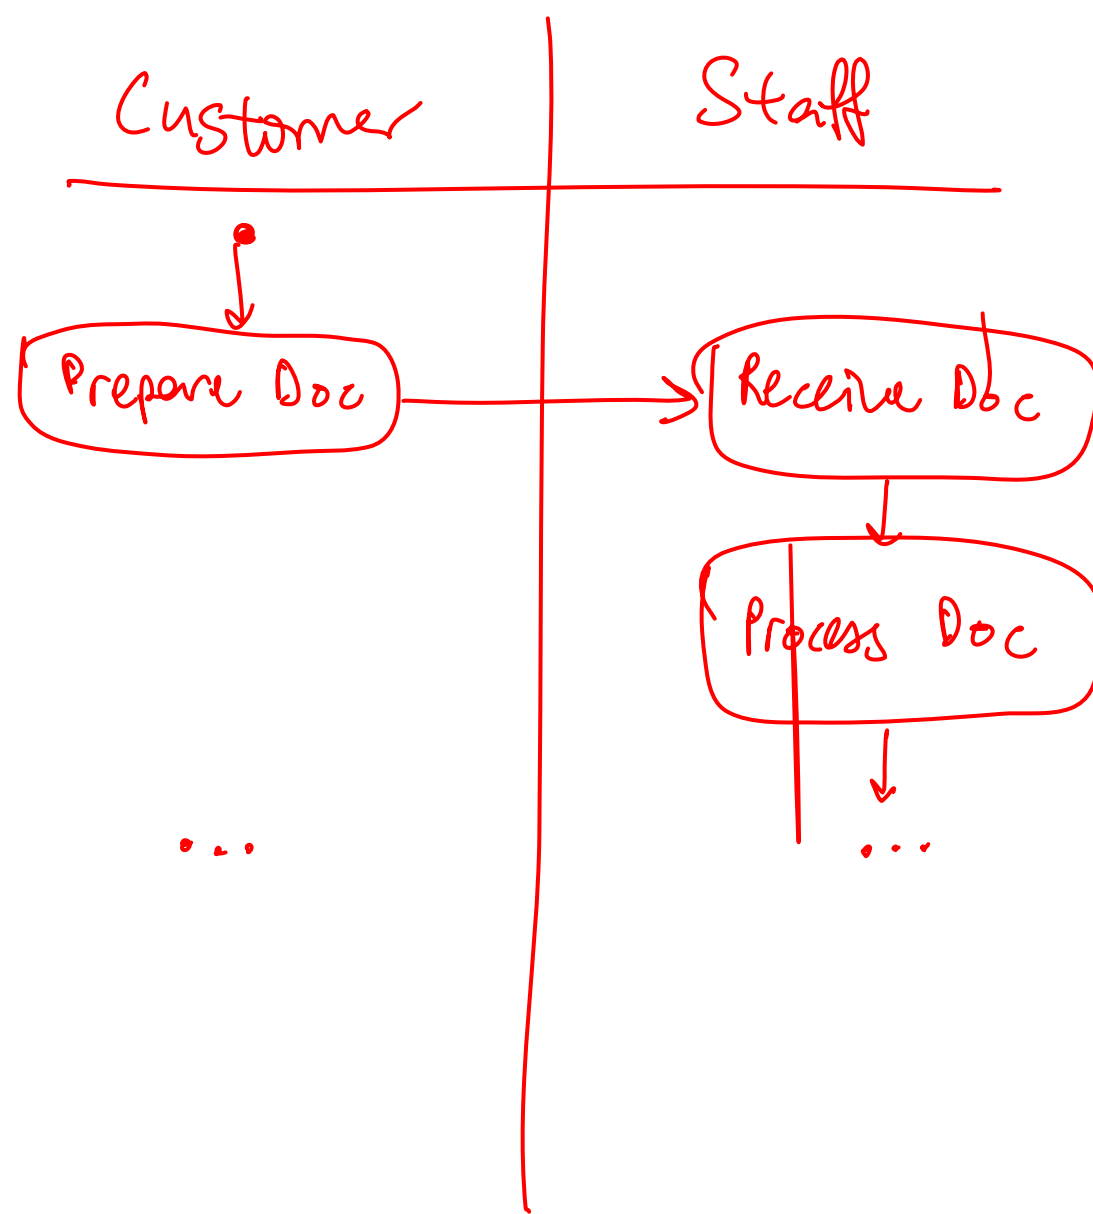 Customer
Staff
Prepare Doc
Receive Doc
Process Doc
...
...